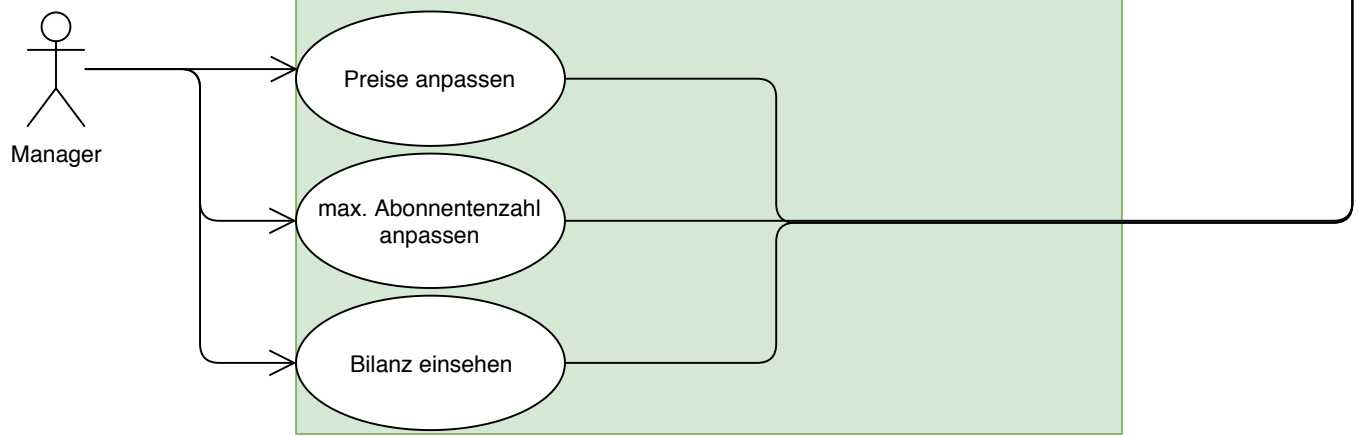 Preise anpassen
Manager
max. Abonnentenzahl
anpassen
Bilanz einsehen